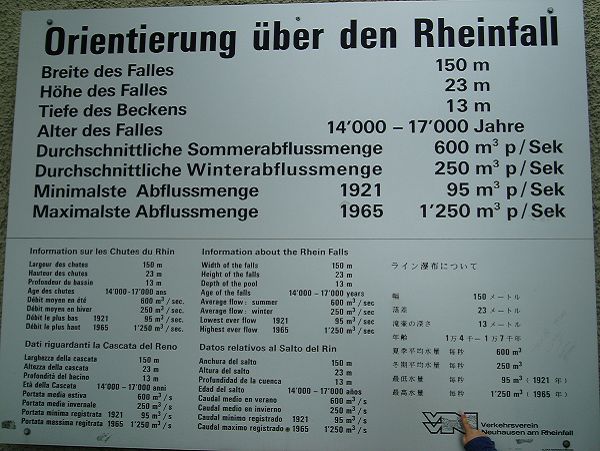 Orientierung über den Rheinfall
Breite des Falles 150 m
Höhe des Falles 23 m
Tiefe des Beckens 13 m
Alter des Falles 14'000 – 17'000 Jahre
Durchschnittliche Sommerabflussmenge 600 m³ p/Sek
Durchschnittliche Winterabflussmenge 250 m³ p/Sek
Minimalste Abflussmenge 1921 95 m³ p/Sek
Maximalste Abflussmenge 1965 1'250 m³ p/Sek
Information sur les Chutes du Rhin
Largeur des chutes 150 m
Hauteur des chutes 23 m
Profondeur du bassin 13 m
Age des chutes 14'000-17'000 ans
Débit moyen en été 600 m³/sec.
Débit moyen en hiver 250 m³/sec.
Débit le plus bas 1921 95 m³/sec.
Débit le plus haut 1965 1'250 m³/sec.
Information about the Rhein Falls
Width of the falls 150 m
Height of the falls 23 m
Depth of the pool 13 m
Age of the falls 14'000 – 17'000 years
Average flow: summer 600 m³/sec
Average flow: winter 250 m³/sec
Lowest ever flow 1921 95 m³/sec
Highest ever flow 1965 1'250 m³/sec
ライン瀑布について
幅 150 メートル
落差 23 メートル
滝壷の深さ 13 メートル
年齢 1万4千 – 1万7千年
夏季平均水量 毎秒 600 m³
冬期平均水量 毎秒 250 m³
最低水量 毎秒 95 m³ (1921 年)
最高水量 毎秒 1'250 m³ (1965 年)
Dati riguardanti la Cascata del Reno
Larghezza della cascata 150 m
Altezza della cascata 23 m
Profondità del bacino 13 m
Età della Cascata 14'000 – 17'000 anni
Portata media estiva 600 m³/s
Portata media invernale 250 m³/s
Portata minima registrata 1921 95 m³/s
Portata massima registrata 1965 1'250 m³/s
Datos relativos al Salto del Rin
Anchura del salto 150 m
Altura del salto 23 m
Profundidad de la cuenca 13 m
Edad del salto 14'000 – 17'000 años
Caudal medio en verano 600 m³/s
Caudal medio en invierno 250 m³/s
Caudal mínimo registrado 1921 95 m³/s
Caudal maximo registrado 1965 1'250 m³/s
Verkehrsverein
Neuhausen am Rheinfall